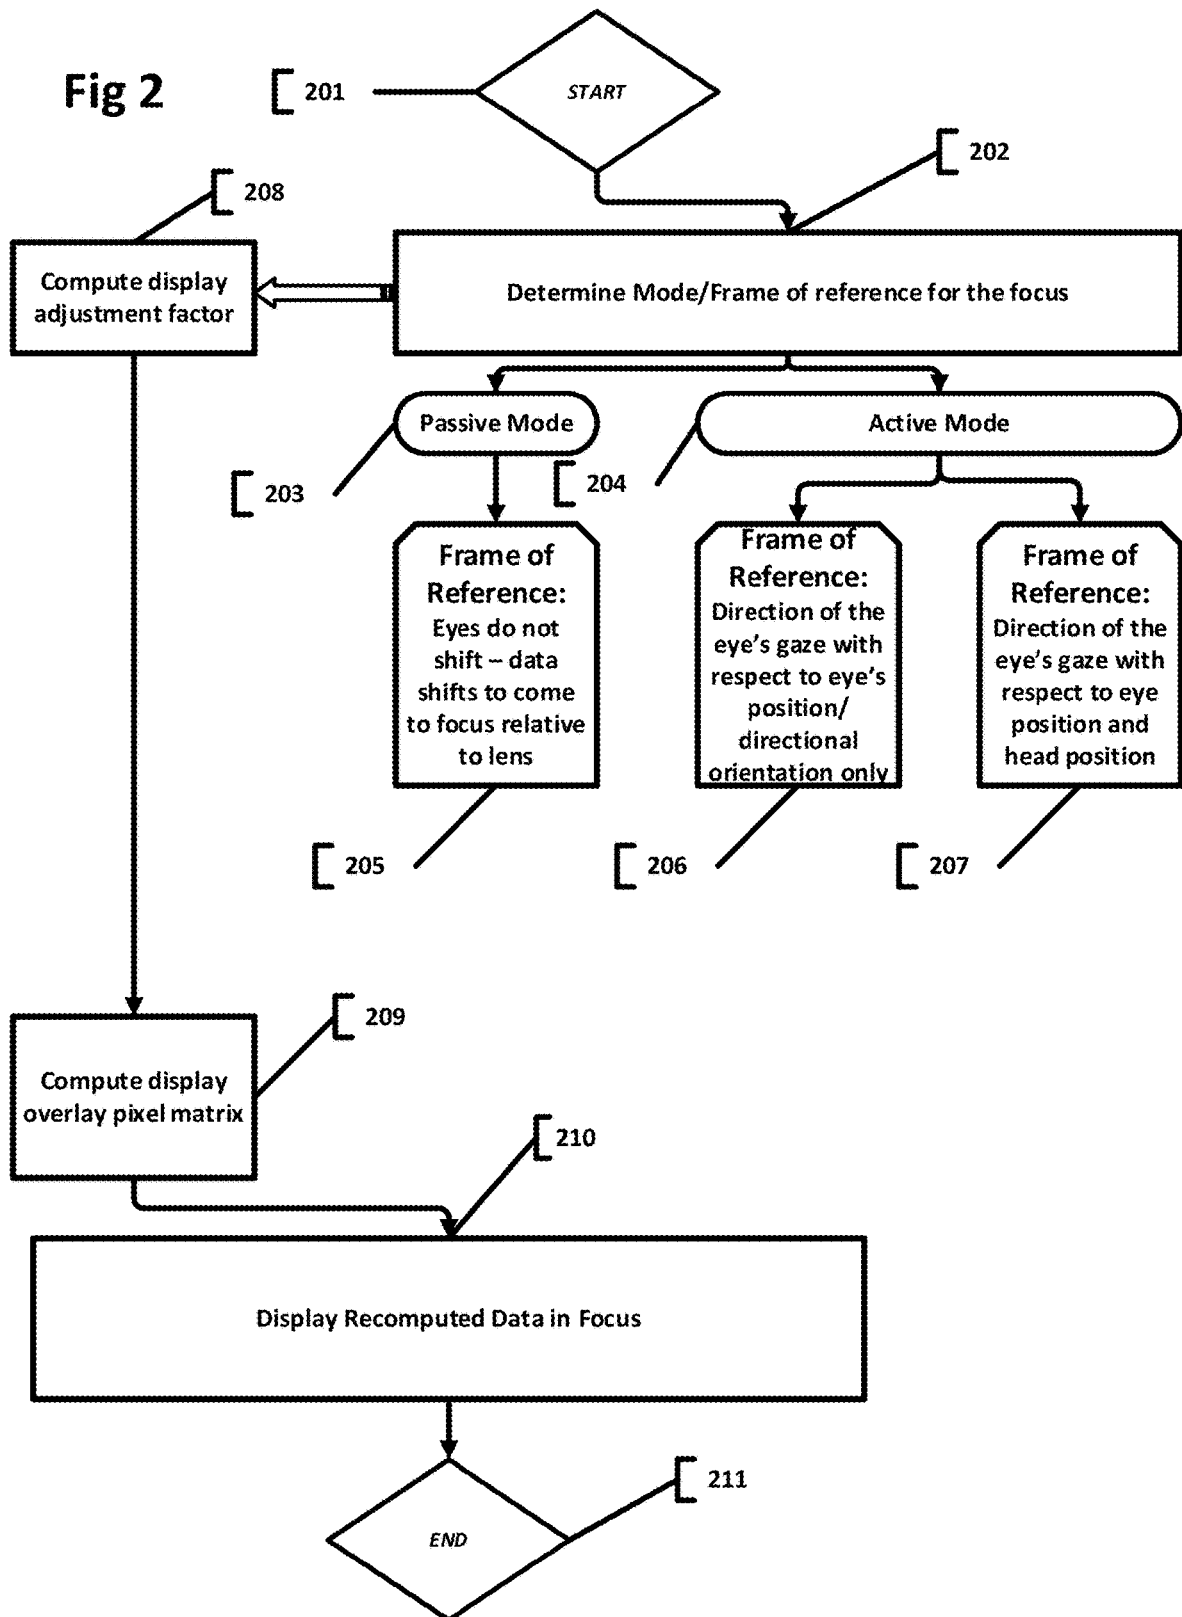 Fig 2
201
START
202
208
Compute display
adjustment factor
Determine Mode/Frame of reference for the focus
Passive Mode
Active Mode
203
204
Frame of
Reference:
Eyes do not
shift – data
shifts to come
to focus relative
to lens
Frame of
Reference:
Direction of the
eye’s gaze with
respect to eye’s
position/
directional
orientation only
Frame of
Reference:
Direction of the
eye’s gaze with
respect to eye
position and
head position
205
206
207
209
Compute display
overlay pixel matrix
210
Display Recomputed Data in Focus
211
END